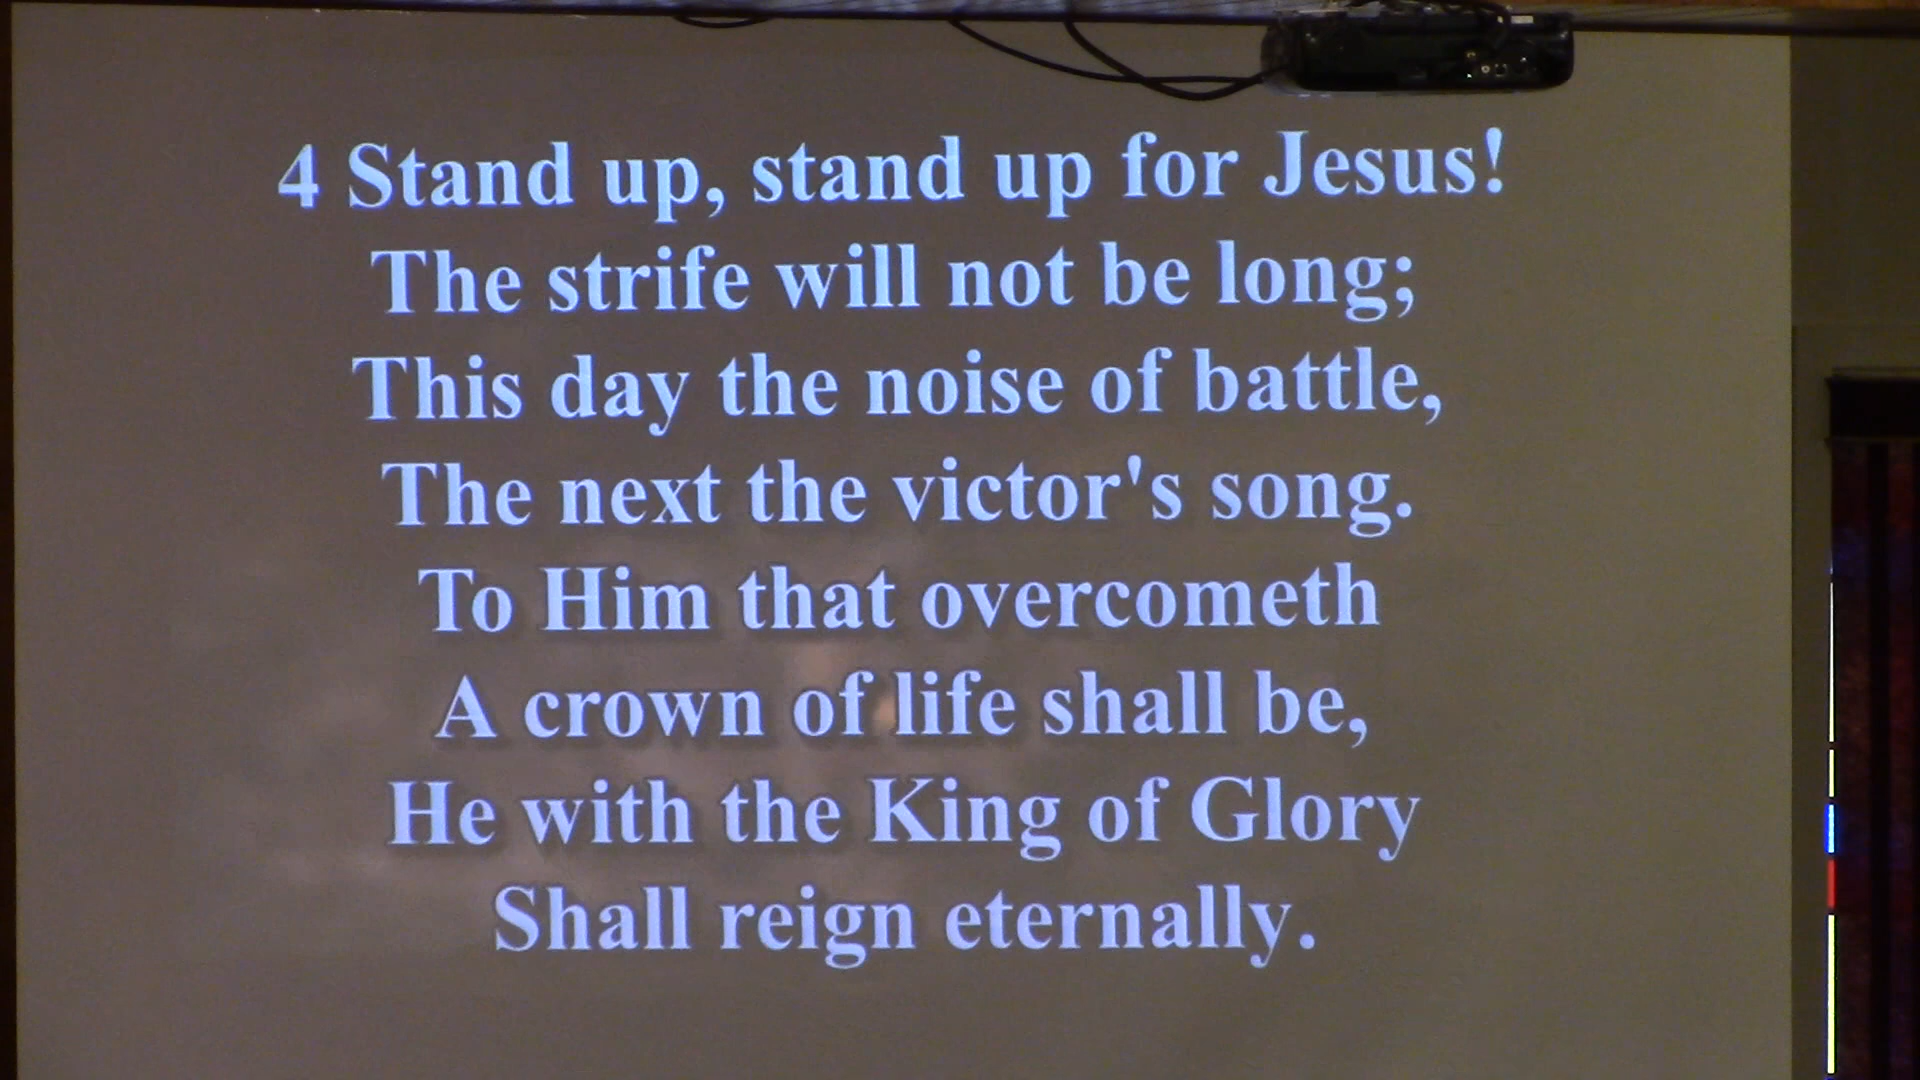 4 Stand up, stand up for Jesus!
The strife will not be long;
This day the noise of battle,
The next the victor's song.
To Him that overcometh
A crown of life shall be,
He with the King of Glory
Shall reign eternally.